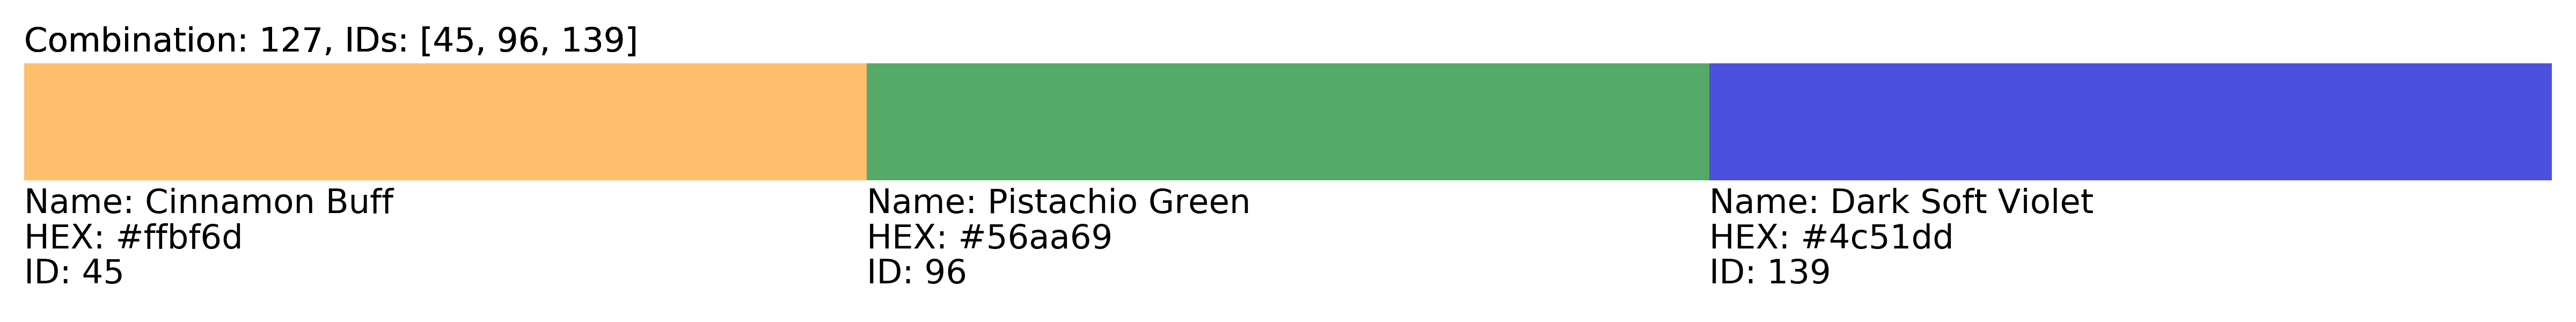 Combination: 127, IDs: [45, 96, 139]
Name: Cinnamon Buff
HEX: #ffbf6d
ID: 45
Name: Pistachio Green
HEX: #56aa69
ID: 96
Name: Dark Soft Violet
HEX: #4c51dd
ID: 139